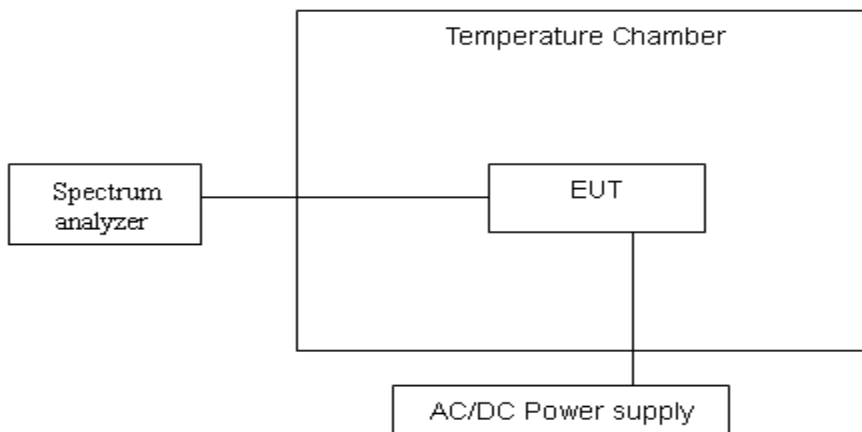 Temperature Chamber
Spectrum
analyzer
EUT
AC/DC Power supply